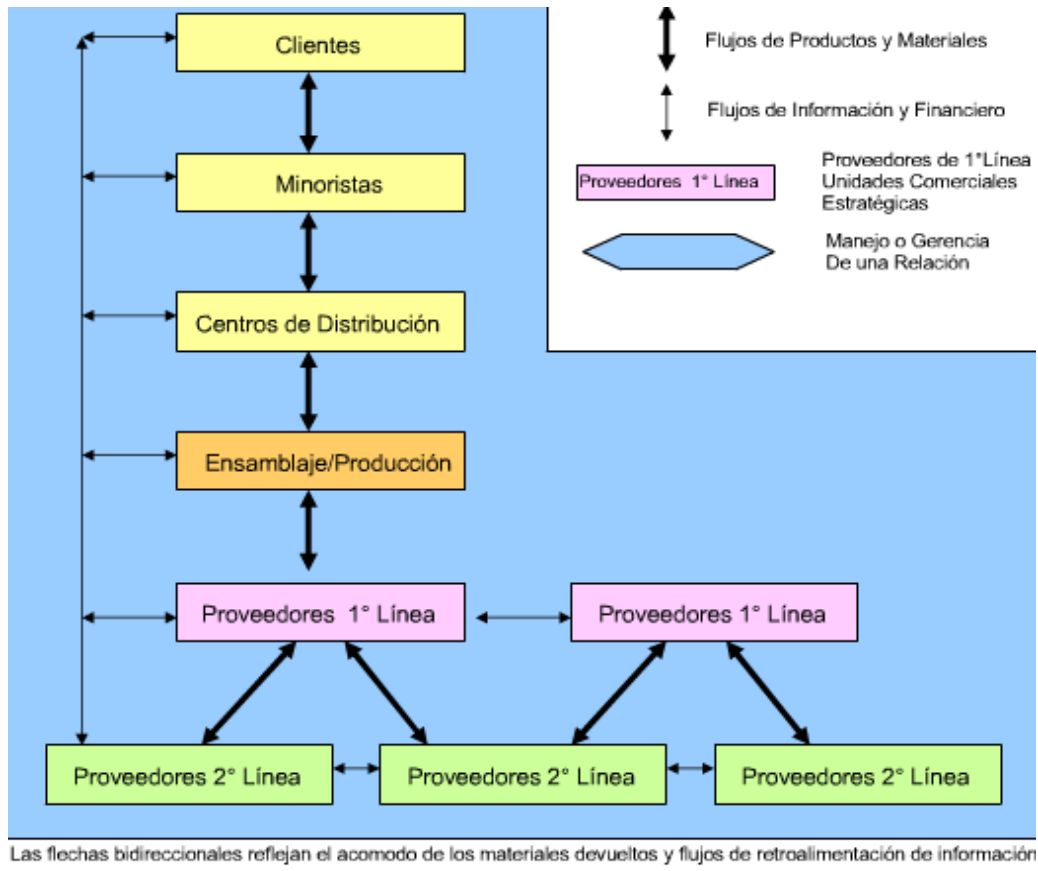 Clientes
Minoristas
Centros de Distribución
Ensamblaje/Producción
Proveedores 1° Línea
Proveedores 1° Línea
Proveedores 2° Línea
Proveedores 2° Línea
Proveedores 2° Línea
Flujos de Productos y Materiales
Flujos de Información y Financiero
Proveedores 1° Línea
Proveedores de 1°Línea
Unidades Comerciales
Estratégicas
Manejo o Gerencia
De una Relación
Las flechas bidireccionales reflejan el acomodo de los materiales devueltos y flujos de retroalimentación de información